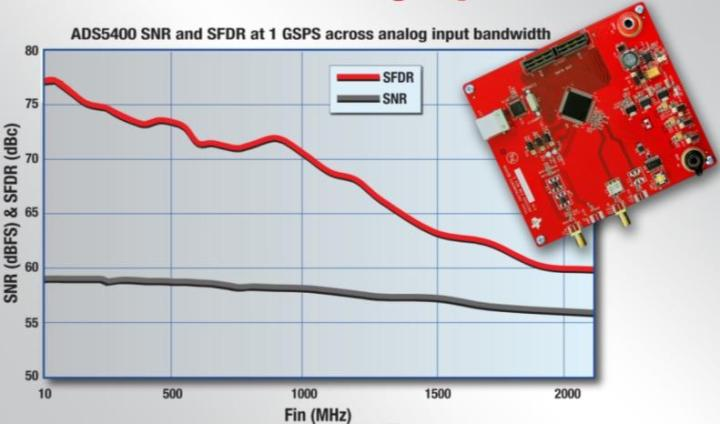 ADS5400 SNR and SFDR at 1 GSPS across analog input bandwidth
SFDR
SNR
SNR (dBFS) & SFDR (dBc)
80
75
70
65
60
55
50
10
500
1000
1500
2000
Fin (MHz)